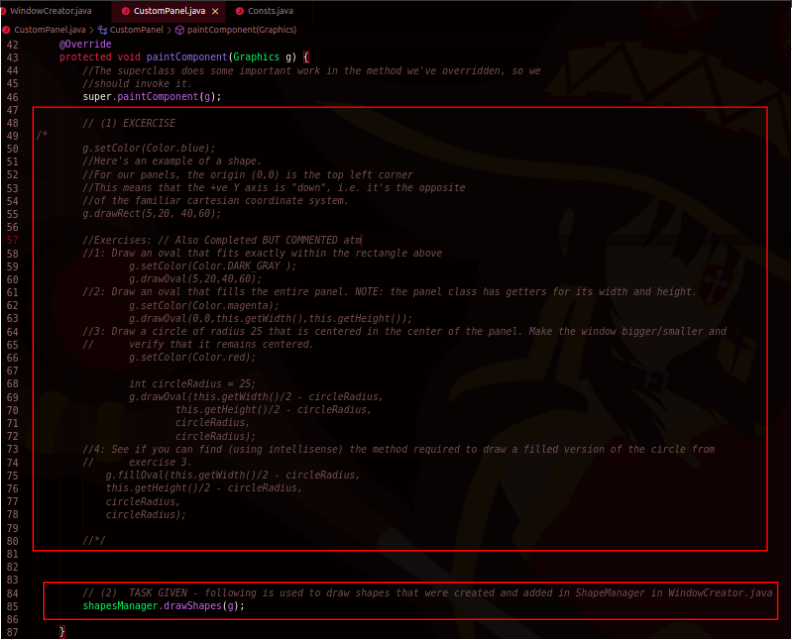 WindowCreator.java CustomPanel.java × Consts.java
CustomPanel.java > CustomPanel > paintComponent(Graphics)
42 @Override
43 protected void paintComponent(Graphics g) {
44 //The superclass does some important work in the method we've overridden, so we
45 //should invoke it.
46 super.paintComponent(g);
47
48 // (1) EXCERCISE
49 /*
50 g.setColor(Color.blue);
51 //Here's an example of a shape.
52 //For our panels, the origin (0,0) is the top left corner
53 //This means that the +ve Y axis is "down", i.e. it's the opposite
54 //of the familiar cartesian coordinate system.
55 g.drawRect(5,20, 40,60);
56
57 //Exercises: // Also Completed BUT COMMENTED atm
58 //1: Draw an oval that fits exactly within the rectangle above
59 g.setColor(Color.DARK_GRAY );
60 g.drawOval(5,20,40,60);
61 //2: Draw an oval that fills the entire panel. NOTE: the panel class has getters for its width and height.
62 g.setColor(Color.magenta);
63 g.drawOval(0,0,this.getWidth(),this.getHeight());
64 //3: Draw a circle of radius 25 that is centered in the center of the panel. Make the window bigger/smaller and
65 // verify that it remains centered.
66 g.setColor(Color.red);
67
68 int circleRadius = 25;
69 g.drawOval(this.getWidth()/2 - circleRadius,
70 this.getHeight()/2 - circleRadius,
71 circleRadius,
72 circleRadius);
73 //4: See if you can find (using intellisense) the method required to draw a filled version of the circle from
74 // exercise 3.
75 g.fillOval(this.getWidth()/2 - circleRadius,
76 this.getHeight()/2 - circleRadius,
77 circleRadius,
78 circleRadius);
79
80 //*/
81
82
83
84 // (2) TASK GIVEN - following is used to draw shapes that were created and added in ShapeManager in WindowCreator.java
85 shapesManager.drawShapes(g);
86
87 }